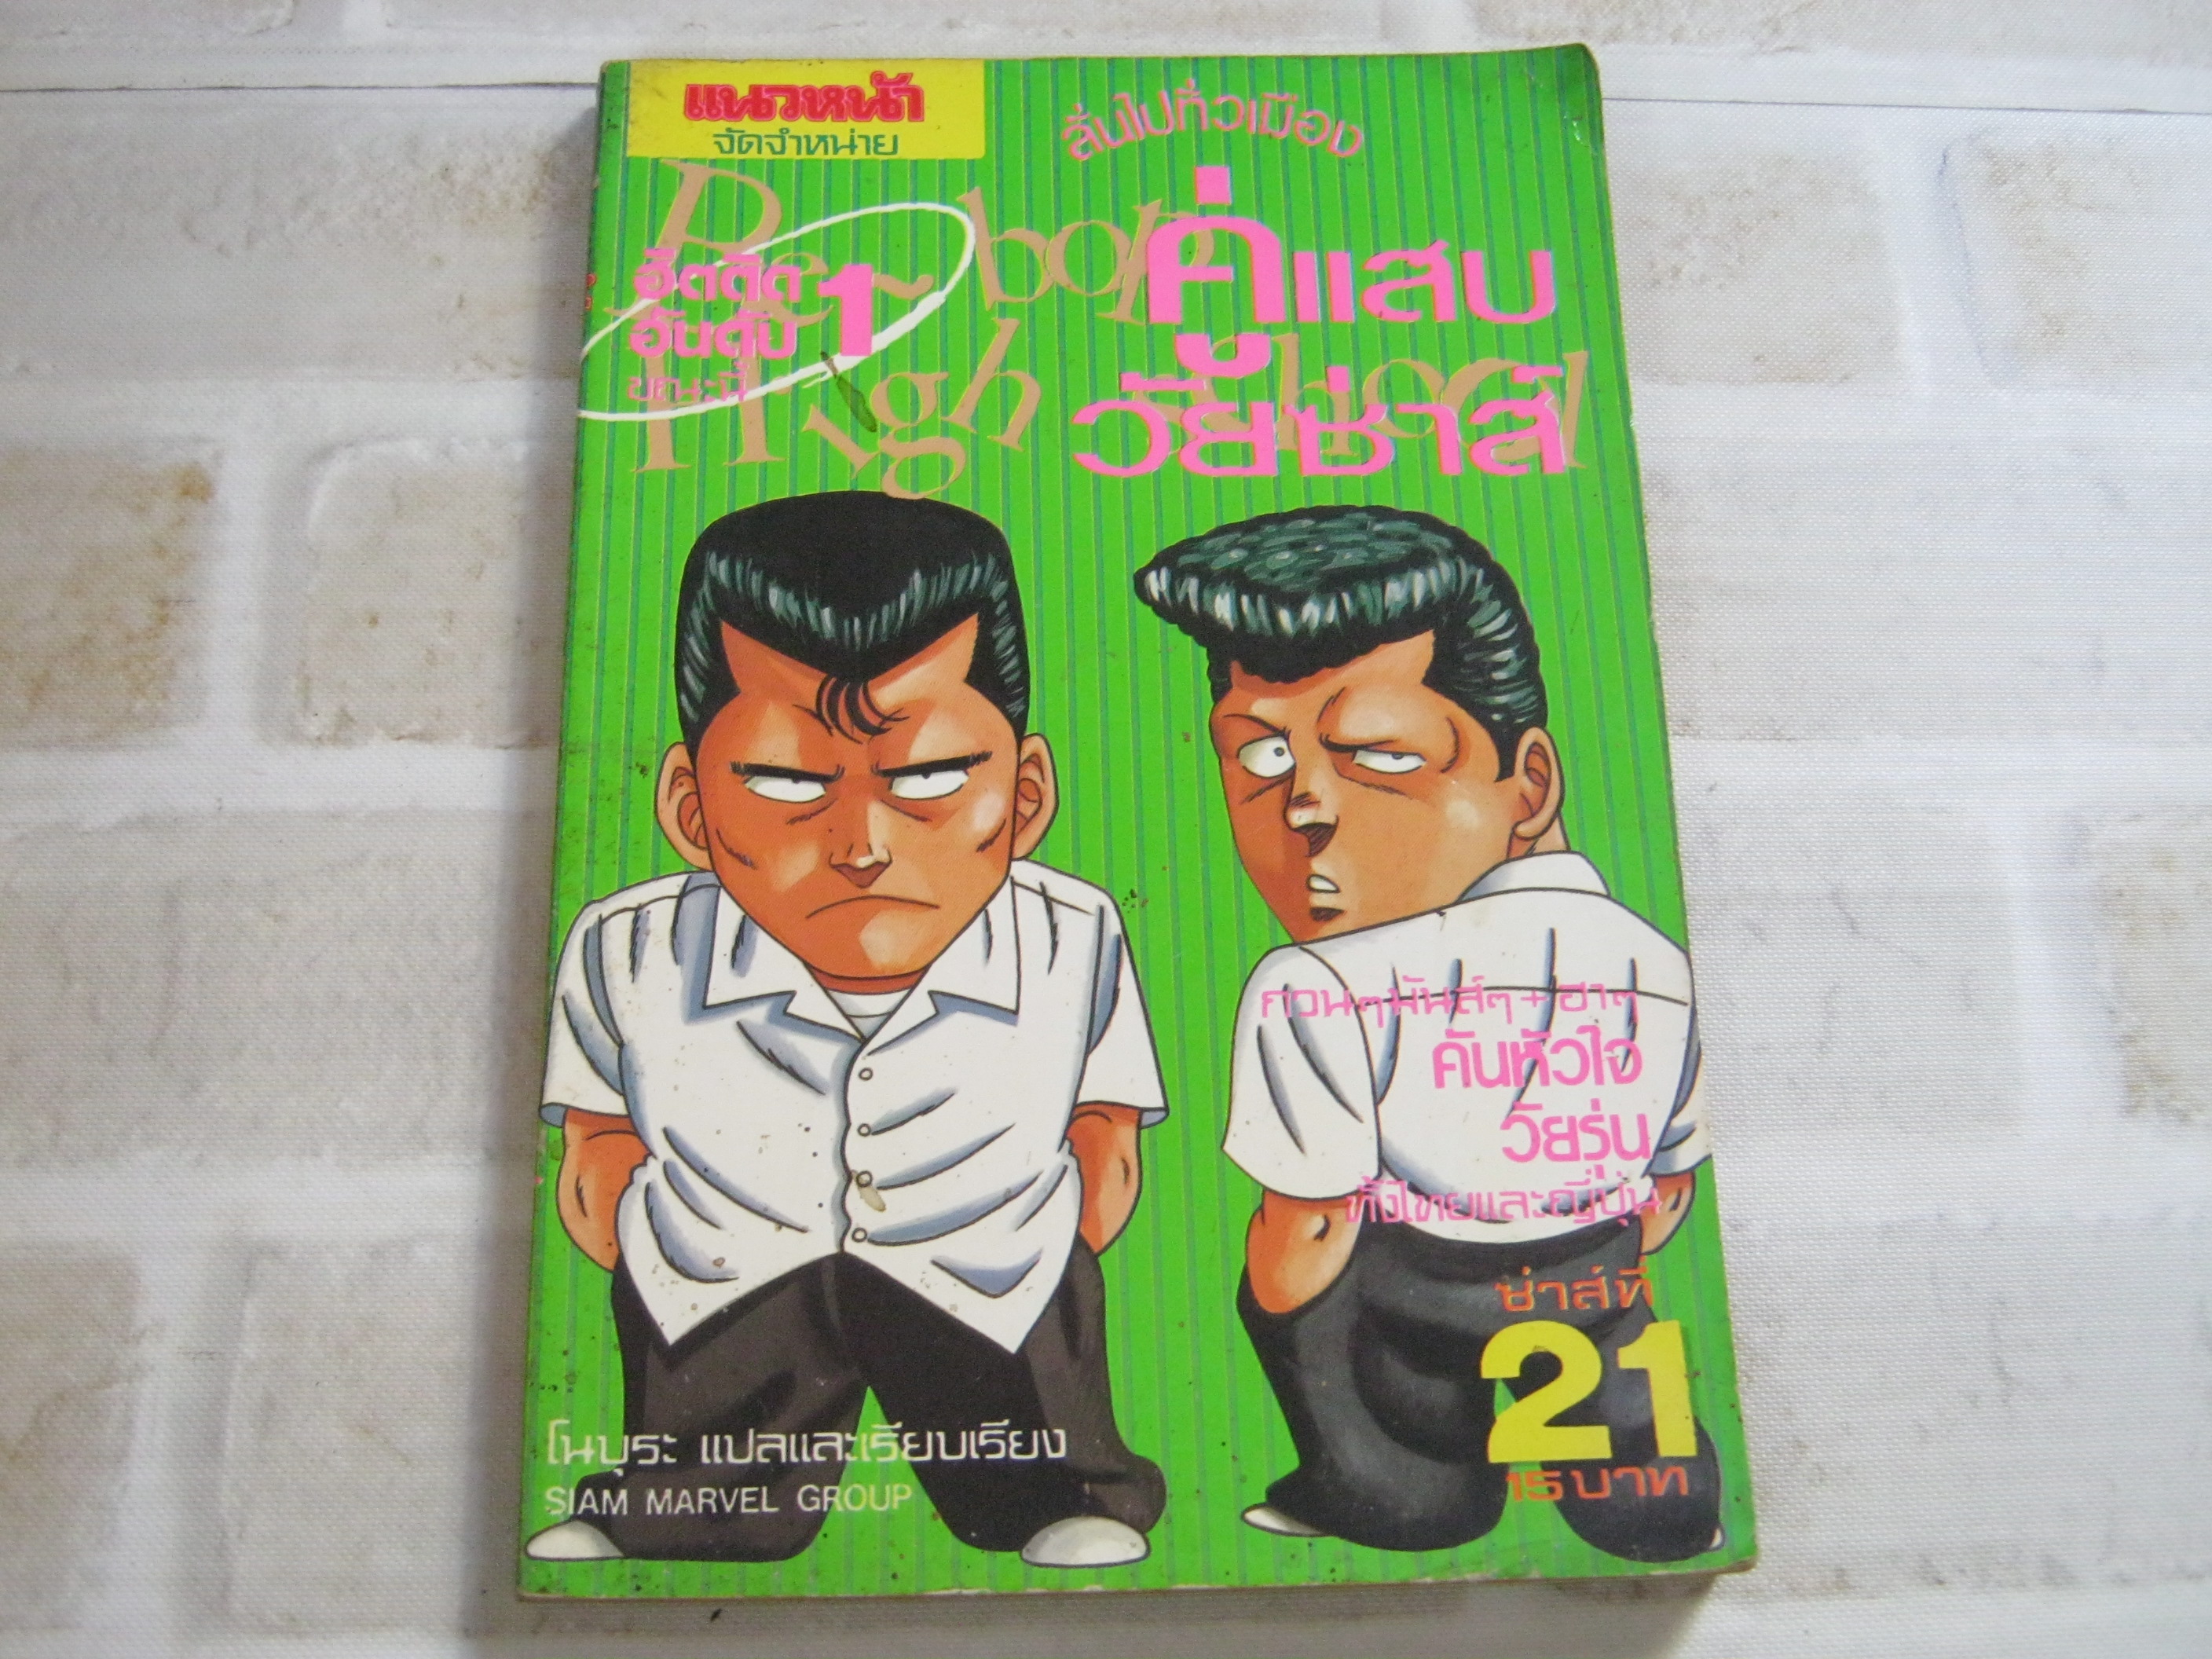 แนวหน้า
จัดจำหน่าย
ลั่นไปทั่วเมือง
Be~bop
High School
คู่แสบ
วัยซ่าส์
ฮิตติด
อันดับ 1
ขณะนี้
กวนๆมันส์ๆ+ฮาๆ
คันหัวใจ
วัยรุ่น
ทั้งไทยและญี่ปุ่น
ซ่าส์ที่
21
15 บาท
โนบุระ แปลและเรียบเรียง
SIAM MARVEL GROUP